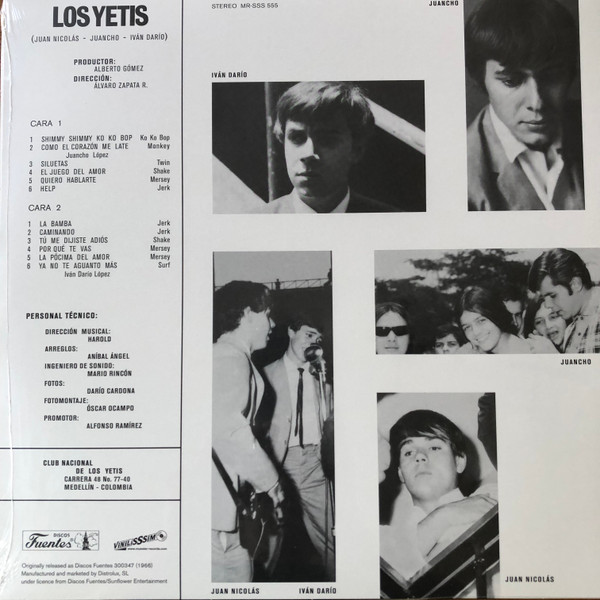 LOS YETIS
(JUAN NICOLÁS - JUANCHO - IVÁN DARÍO)
PRODUCTOR:
ALBERTO GÓMEZ
DIRECCIÓN:
ÁLVARO ZAPATA R.
CARA 1
1 SHIMMY SHIMMY KO KO BOP Ko Ko Bop
2 COMO EL CORAZÓN ME LATE Monkey
Juancho López
3 SILUETAS Twin
4 EL JUEGO DEL AMOR Shake
5 QUIERO HABLARTE Mersey
6 HELP Jerk
CARA 2
1 LA BAMBA Jerk
2 CAMINANDO Jerk
3 TÚ ME DIJISTE ADIÓS Shake
4 POR QUÉ TE VAS Mersey
5 LA PÓCIMA DEL AMOR Mersey
6 YA NO TE AGUANTO MÁS Surf
Iván Darío López
PERSONAL TÉCNICO:
DIRECCIÓN MUSICAL:
HAROLD
ARREGLOS:
ANÍBAL ÁNGEL
INGENIERO DE SONIDO:
MARIO RINCÓN
FOTOS:
DARÍO CARDONA
FOTOMONTAJE:
ÓSCAR OCAMPO
PROMOTOR:
ALFONSO RAMÍREZ
CLUB NACIONAL
DE LOS YETIS
CARRERA 48 No. 77-40
MEDELLÍN - COLOMBIA
DISCOS
Fuentes
VINILISSSIMO
Originally released as Discos Fuentes 300347 (1966)
Manufactured and marketed by Distrolux, SL
under licence from Discos Fuentes/Sunflower Entertainment
STEREO MR-SSS 555
JUANCHO
IVÁN DARÍO
JUANCHO
JUAN NICOLÁS IVÁN DARÍO
JUAN NICOLÁS